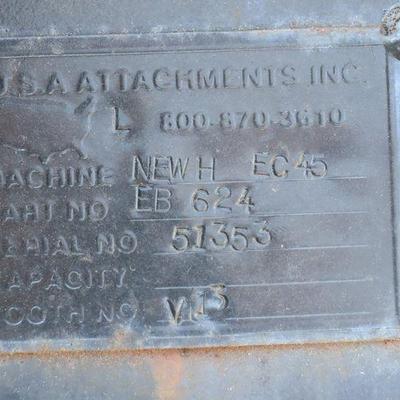 U.S.A ATTACHMENTS INC.
L 800-870-3610
MACHINE NEW H EC45
PART NO EB 624
SERIAL NO 51353
CAPACITY
TOOTH NO V13